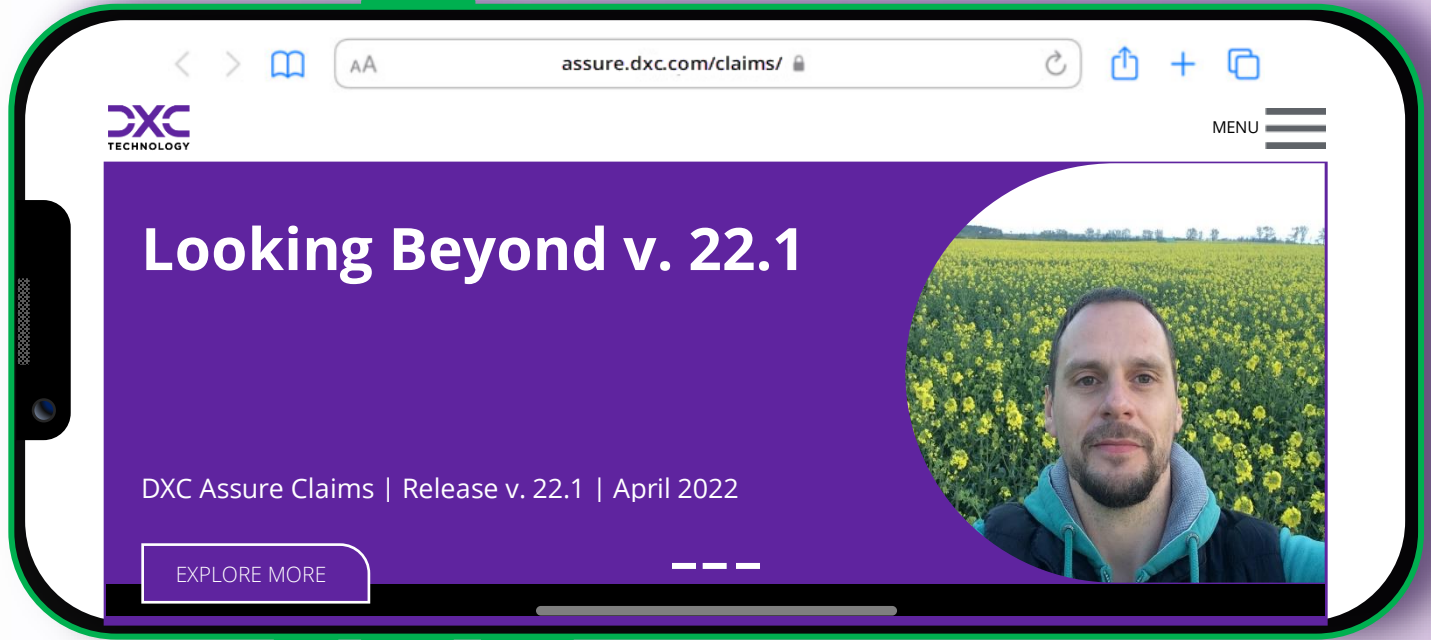 AA
assure.dxc.com/claims/
DXC
TECHNOLOGY
MENU
Looking Beyond v. 22.1
DXC Assure Claims | Release v. 22.1 | April 2022
EXPLORE MORE